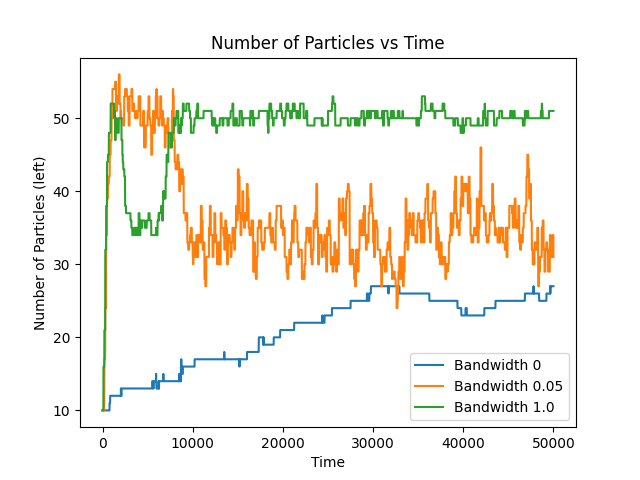 Number of Particles vs Time
Number of Particles (left)
50
40
30
20
10
0 10000 20000 30000 40000 50000
Time
Bandwidth 0
Bandwidth 0.05
Bandwidth 1.0